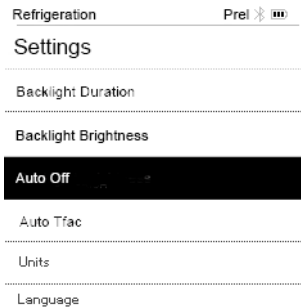 Refrigeration Prel
Settings
Backlight Duration
Backlight Brightness
Auto Off
Auto Tfac
Units
Language